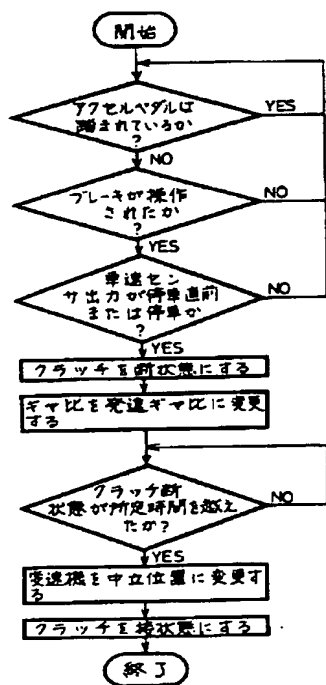 開始
アクセルペダルは
踏まれているか
?
YES
NO
ブレーキが操作
されたか
?
NO
YES
車速セン
サ出力が停車直前
または停車か
?
NO
YES
クラッチを断状態にする
ギヤ比を発進ギヤ比に変更
する
クラッチ断
状態が所定時間を越え
たか?
NO
YES
変速機を中立位置に変更す
る
クラッチを接状態にする
終了